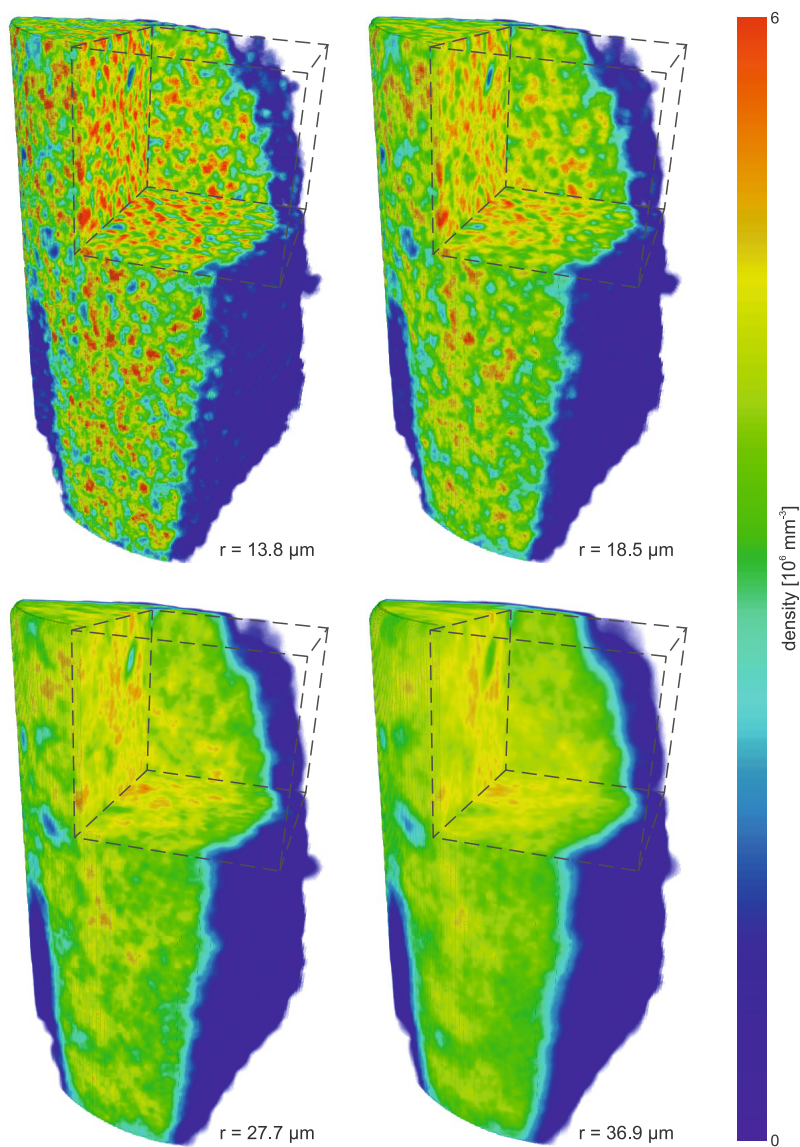 6
r = 13.8 µm
r = 18.5 µm
density [10⁶ mm⁻³]
r = 27.7 µm
r = 36.9 µm
0